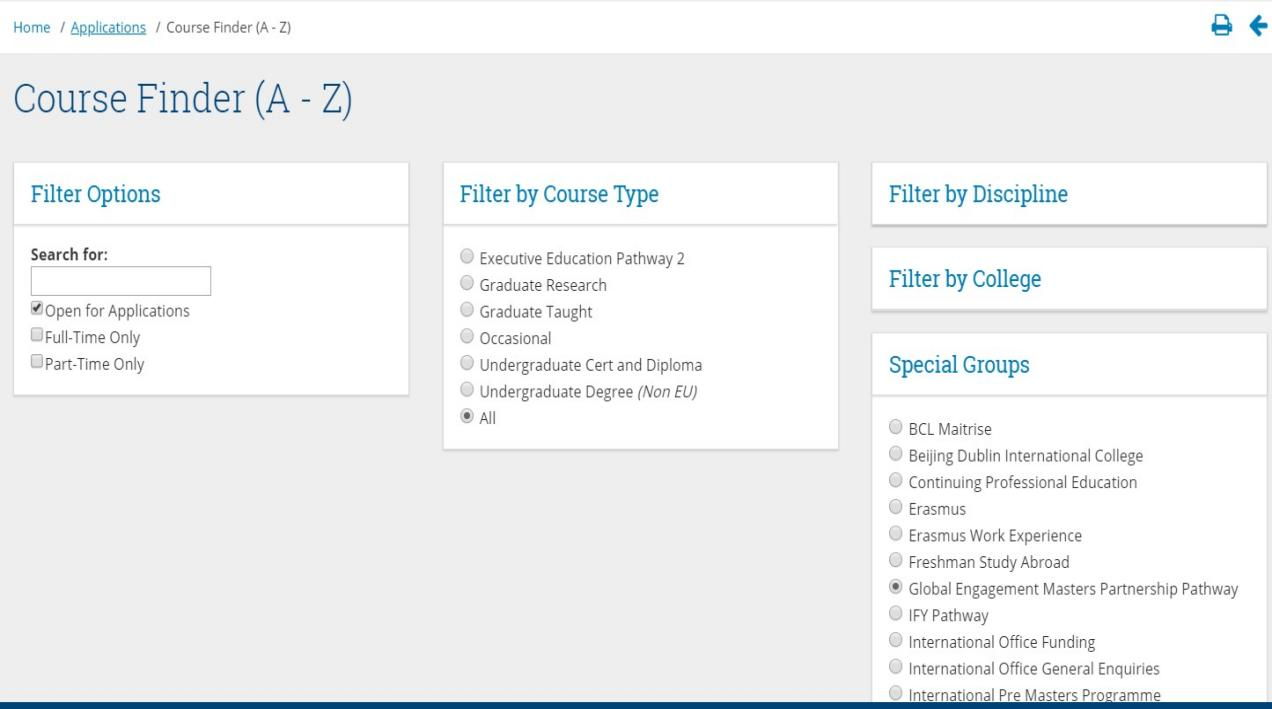 Home / Applications / Course Finder (A - Z)
Course Finder (A - Z)
Filter Options
Search for:
Open for Applications
Full-Time Only
Part-Time Only
Filter by Course Type
Executive Education Pathway 2
Graduate Research
Graduate Taught
Occasional
Undergraduate Cert and Diploma
Undergraduate Degree (Non EU)
All
Filter by Discipline
Filter by College
Special Groups
BCL Maitrise
Beijing Dublin International College
Continuing Professional Education
Erasmus
Erasmus Work Experience
Freshman Study Abroad
Global Engagement Masters Partnership Pathway
IFY Pathway
International Office Funding
International Office General Enquiries
International Pre Masters Programme